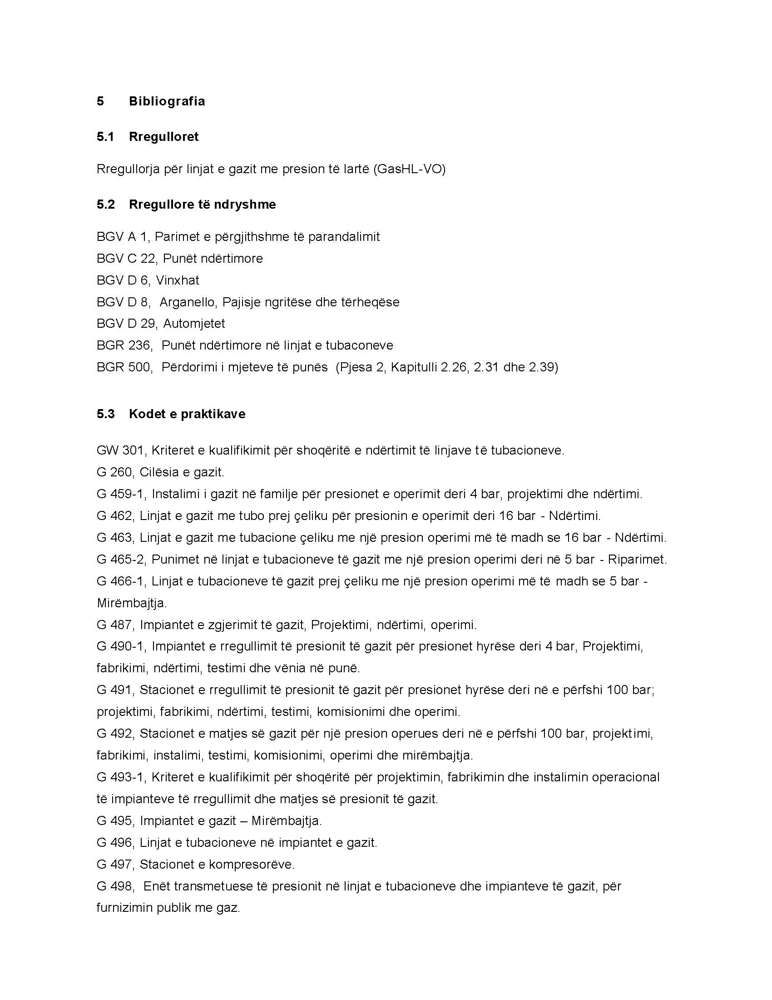 5 Bibliografia
5.1 Rregulloret
Rregullorja për linjat e gazit me presion të lartë (GasHL-VO)
5.2 Rregullore të ndryshme
BGV A 1, Parimet e përgjithshme të parandalimit
BGV C 22, Punët ndërtimore
BGV D 6, Vinxhat
BGV D 8, Arganello, Pajisje ngritëse dhe tërheqëse
BGV D 29, Automjetet
BGR 236, Punët ndërtimore në linjat e tubaconeve
BGR 500, Përdorimi i mjeteve të punës (Pjesa 2, Kapitulli 2.26, 2.31 dhe 2.39)
5.3 Kodet e praktikave
GW 301, Kriteret e kualifikimit për shoqëritë e ndërtimit të linjave të tubacioneve.
G 260, Cilësia e gazit.
G 459-1, Instalimi i gazit në familje për presionet e operimit deri 4 bar, projektimi dhe ndërtimi.
G 462, Linjat e gazit me tubo prej çeliku për presionin e operimit deri 16 bar - Ndërtimi.
G 463, Linjat e gazit me tubacione çeliku me një presion operimi më të madh se 16 bar - Ndërtimi.
G 465-2, Punimet në linjat e tubacioneve të gazit me një presion operimi deri në 5 bar - Riparimet.
G 466-1, Linjat e tubacioneve të gazit prej çeliku me një presion operimi më të madh se 5 bar -
Mirëmbajtja.
G 487, Impiantet e zgjerimit të gazit, Projektimi, ndërtimi, operimi.
G 490-1, Impiantet e rregullimit të presionit të gazit për presionet hyrëse deri 4 bar, Projektimi,
fabrikimi, ndërtimi, testimi dhe vënia në punë.
G 491, Stacionet e rregullimit të presionit të gazit për presionet hyrëse deri në e përfshi 100 bar;
projektimi, fabrikimi, ndërtimi, testimi, komisionimi dhe operimi.
G 492, Stacionet e matjes së gazit për një presion operues deri në e përfshi 100 bar, projektimi,
fabrikimi, instalimi, testimi, komisionimi, operimi dhe mirëmbajtja.
G 493-1, Kriteret e kualifikimit për shoqëritë për projektimin, fabrikimin dhe instalimin operacional
të impianteve të rregullimit dhe matjes së presionit të gazit.
G 495, Impiantet e gazit – Mirëmbajtja.
G 496, Linjat e tubacioneve në impiantet e gazit.
G 497, Stacionet e kompresorëve.
G 498, Enët transmetuese të presionit në linjat e tubacioneve dhe impianteve të gazit, për
furnizimin publik me gaz.